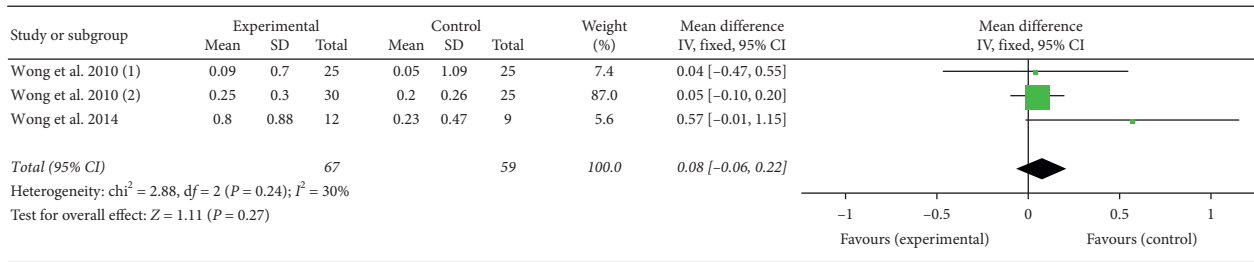 Study or subgroup Experimental Control Weight (%) Mean difference IV, fixed, 95% CI Mean difference IV, fixed, 95% CI
Mean SD Total Mean SD Total
Wong et al. 2010 (1) 0.09 0.7 25 0.05 1.09 25 7.4 0.04 [–0.47, 0.55]
Wong et al. 2010 (2) 0.25 0.3 30 0.2 0.26 25 87.0 0.05 [–0.10, 0.20]
Wong et al. 2014 0.8 0.88 12 0.23 0.47 9 5.6 0.57 [–0.01, 1.15]
Total (95% CI) 67 59 100.0 0.08 [–0.06, 0.22]
Heterogeneity: chi² = 2.88, df = 2 (P = 0.24); I² = 30%
Test for overall effect: Z = 1.11 (P = 0.27)
–1 –0.5 0 0.5 1
Favours (experimental) Favours (control)